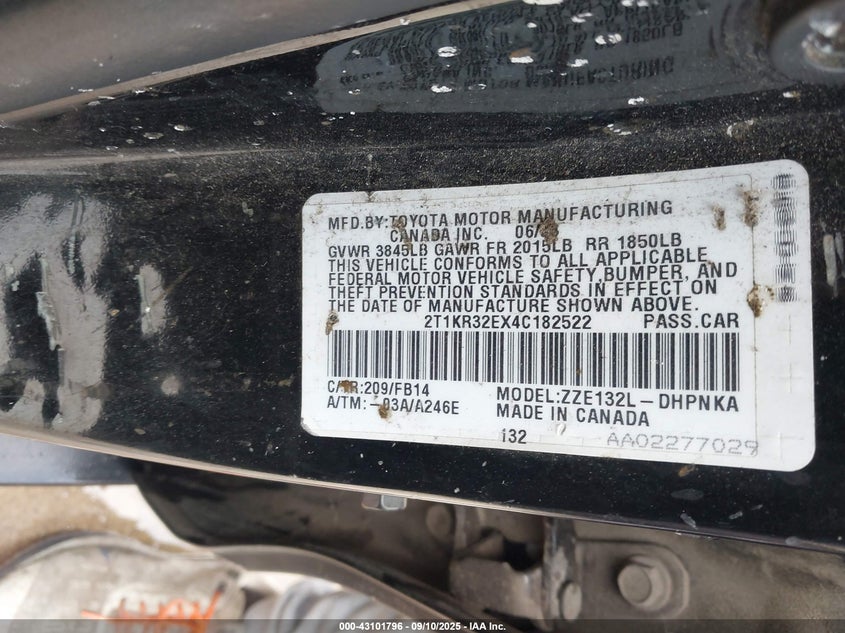 MFD.BY:TOYOTA MOTOR MANUFACTURING
CANADA INC. 06/
GVWR 3845LB GAWR FR 2015LB RR 1850LB
THIS VEHICLE CONFORMS TO ALL APPLICABLE
FEDERAL MOTOR VEHICLE SAFETY,BUMPER, AND
THEFT PREVENTION STANDARDS IN EFFECT ON
THE DATE OF MANUFACTURE SHOWN ABOVE.
2T1KR32EX4C182522 PASS.CAR
C/TR:209/FB14 MODEL:ZZE132L-DHPNKA
A/TM:-03A/A246E MADE IN CANADA
132 AA02277029
000-43101796 - 09/10/2025 - IAA Inc.